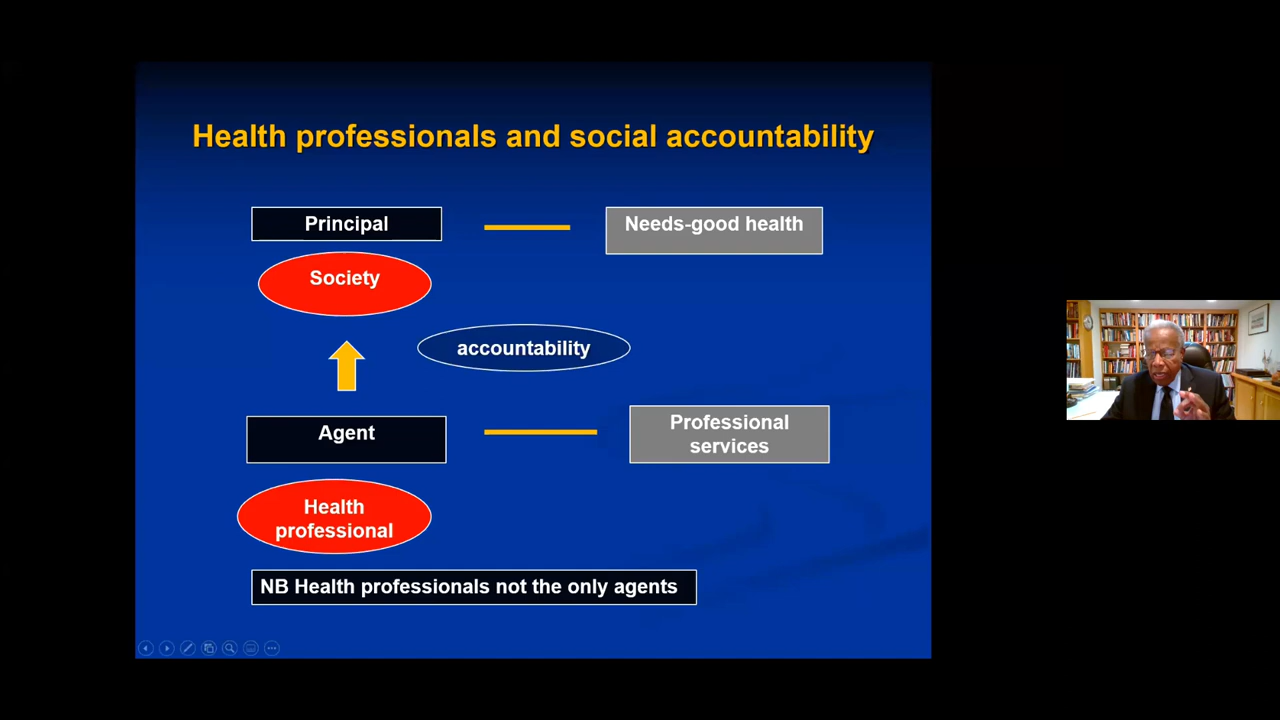 Health professionals and social accountability
Principal
Needs-good health
Society
accountability
Agent
Professional
services
Health
professional
NB Health professionals not the only agents